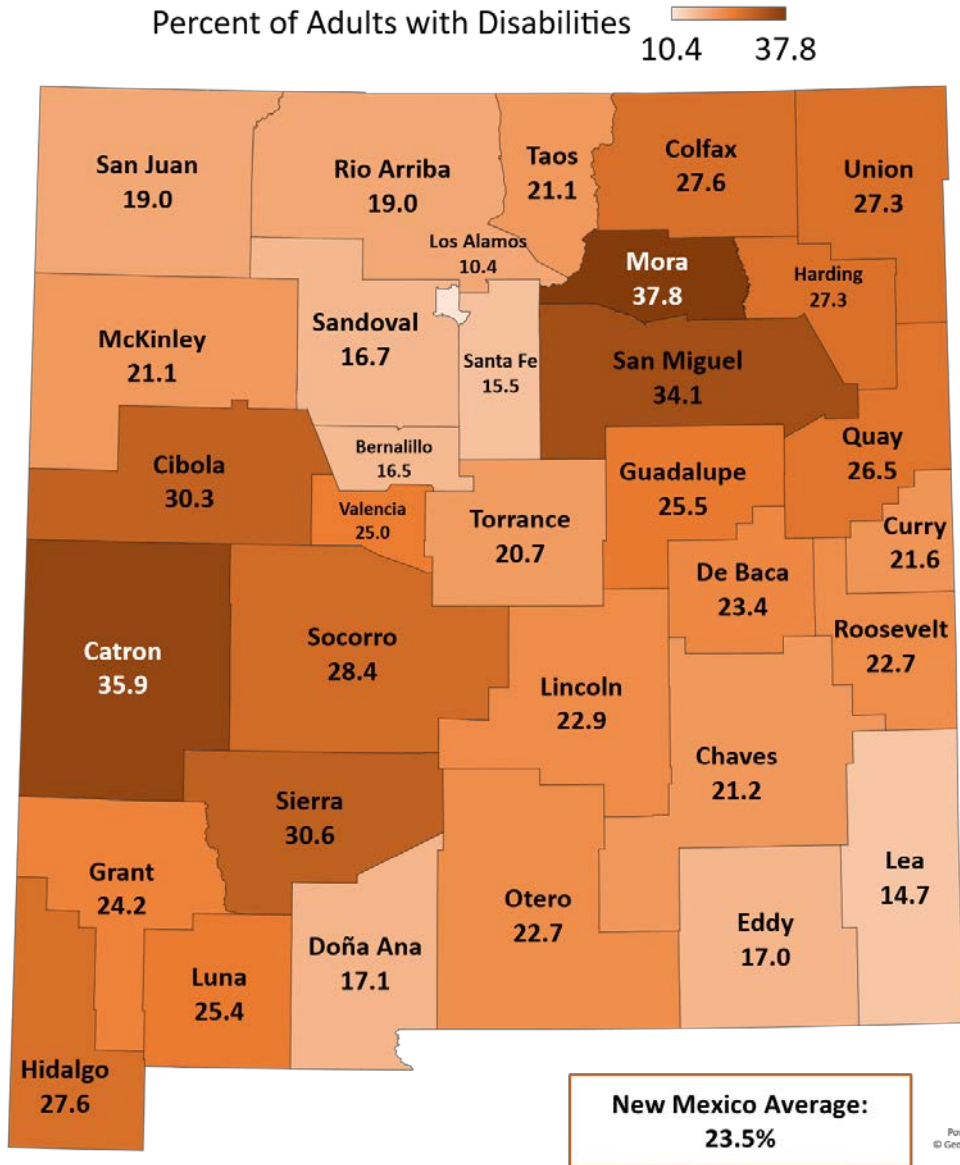 Percent of Adults with Disabilities
10.4 37.8
San Juan
19.0
Rio Arriba
19.0
Taos
21.1
Colfax
27.6
Union
27.3
Los Alamos
10.4
Mora
37.8
Harding
27.3
McKinley
21.1
Sandoval
16.7
Santa Fe
15.5
San Miguel
34.1
Cibola
30.3
Bernalillo
16.5
Valencia
25.0
Torrance
20.7
Guadalupe
25.5
Quay
26.5
Curry
21.6
De Baca
23.4
Roosevelt
22.7
Catron
35.9
Socorro
28.4
Lincoln
22.9
Chaves
21.2
Sierra
30.6
Grant
24.2
Luna
25.4
Doña Ana
17.1
Otero
22.7
Eddy
17.0
Lea
14.7
Hidalgo
27.6
New Mexico Average:
23.5%
Po
© Geo